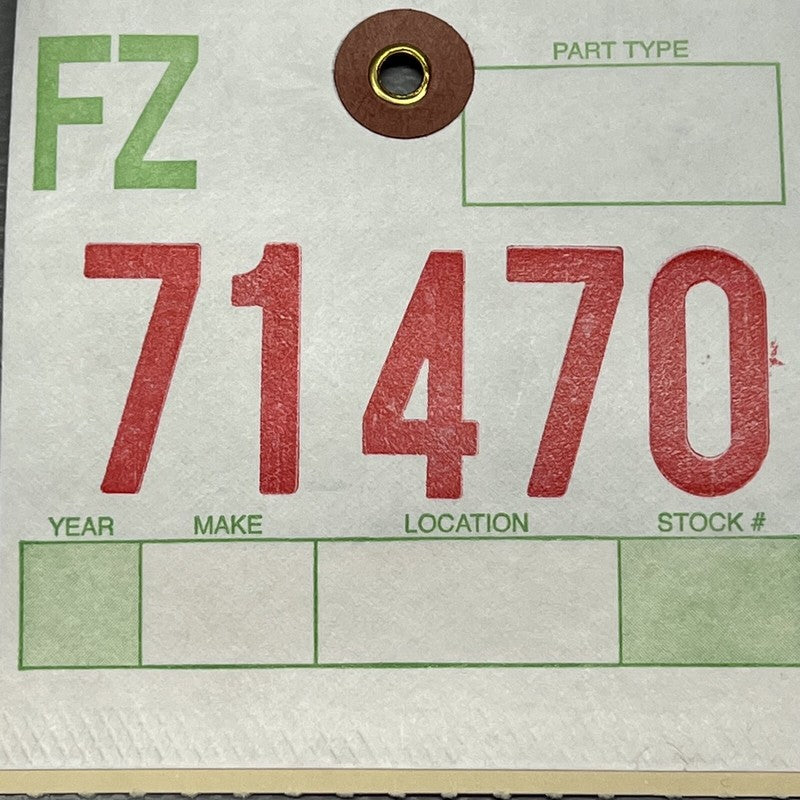 FZ
PART TYPE
71470
YEAR MAKE LOCATION STOCK #